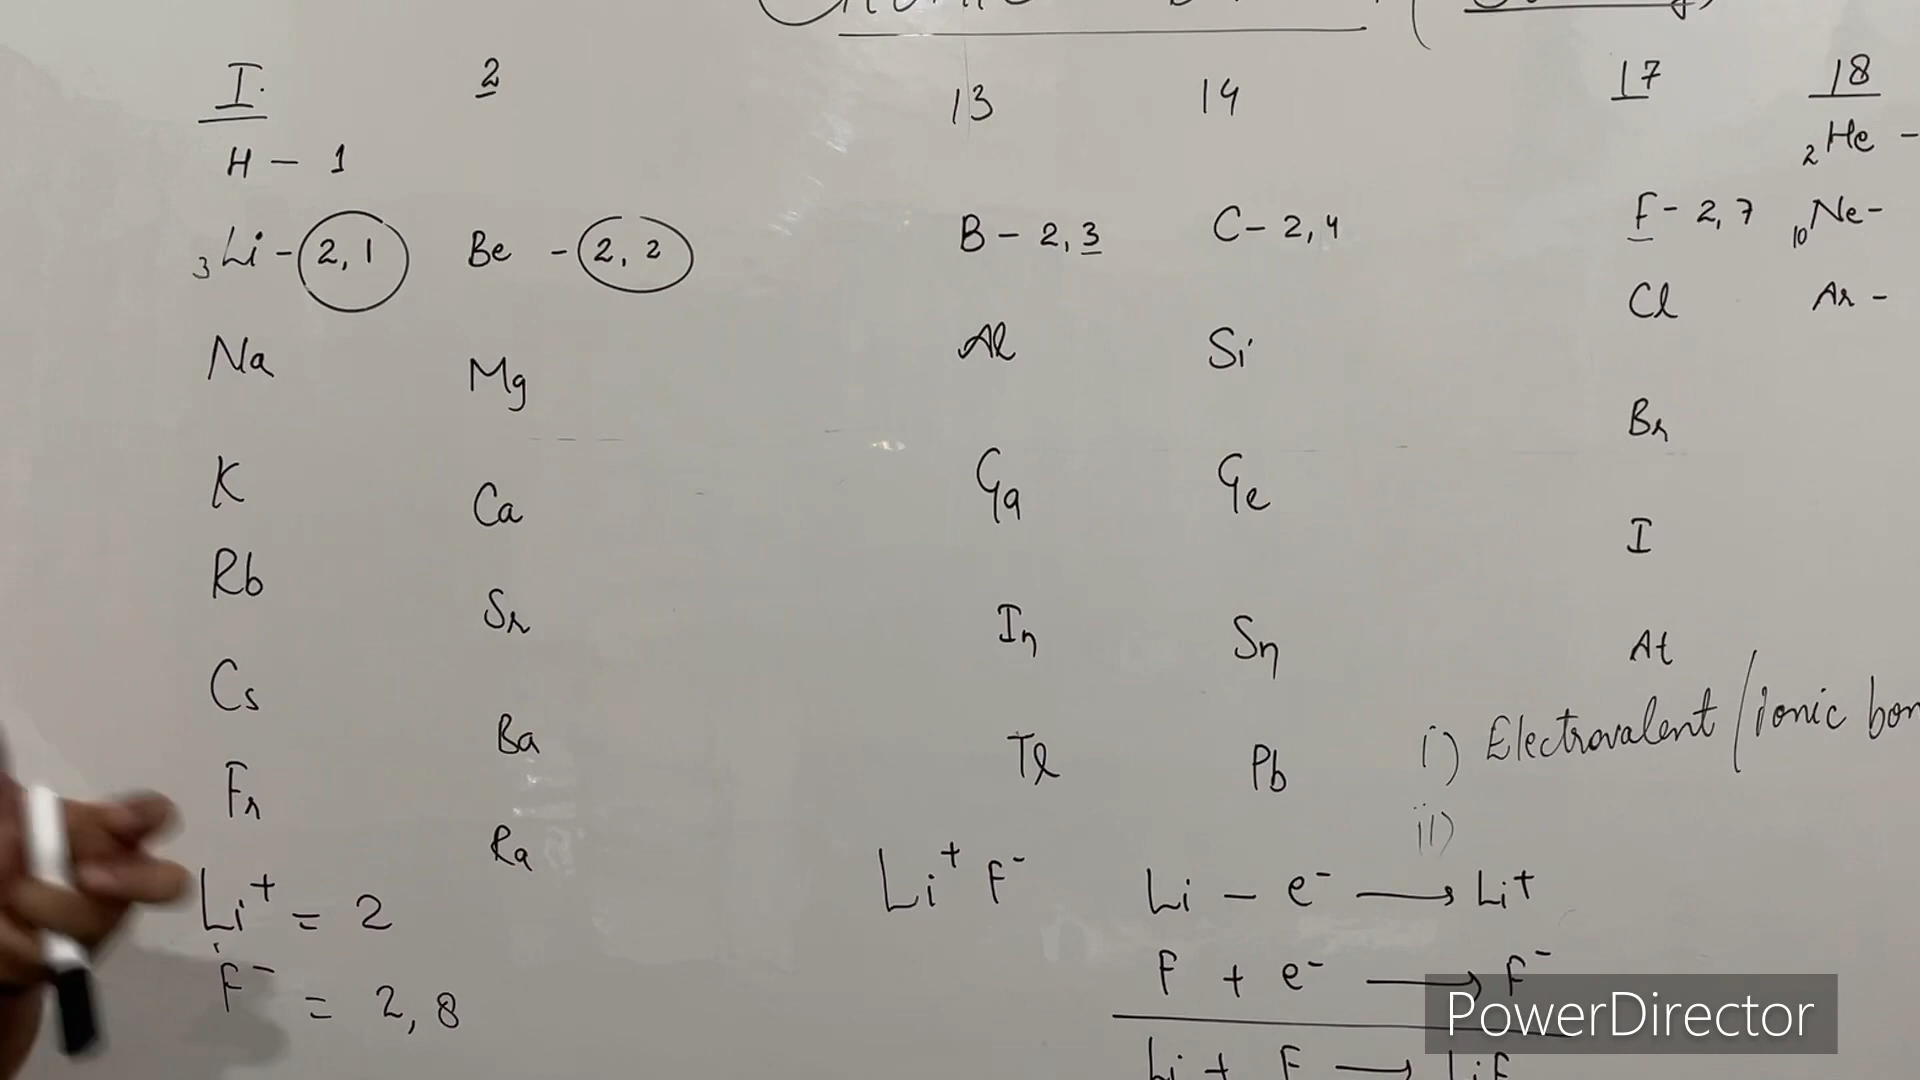 I. 2 13 14 17 18
H - 1 2He -
3Li - 2, 1 Be - 2, 2 B - 2, 3 C - 2, 4 F - 2, 7 10Ne -
Na Mg Al Si Cl Ar -
K Ca Ga Ge Br
Rb Sr In Sn I
Cs Ba Tl Pb At
Fr Ra
i) Electrovalent / ionic
ii)
Li+ = 2 Li+ F- Li - e- → Li+
F- = 2, 8 F + e- → F-
Li + F → LiF
PowerDirector